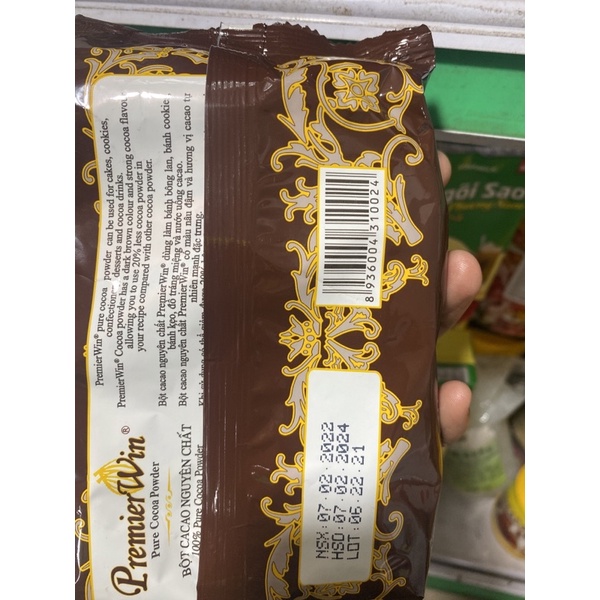 PremierWin®
Pure Cocoa Powder
BỘT CACAO NGUYÊN CHẤT
100% Pure Cocoa Powder
PremierWin® pure cocoa powder can be used for cakes, cookies,
desserts and cocoa drinks.
PremierWin® Cocoa powder has a dark brown colour and strong cocoa flavou
allowing you to use 20% less cocoa powder in
your recipe compared with other cocoa powder.
Bột cacao nguyên chất PremierWin® dùng làm bánh bông lan, bánh cookie,
bánh kẹo, đồ tráng miệng và nước uống cacao.
Bột cacao nguyên chất PremierWin® có màu nâu đậm và hương vị cacao tự
nhiên mạnh đặc trưng.
8 936004 310024
NSX:07.02.2022
HSD:07.02.2024
LOT:06.22 21
gôi Sao